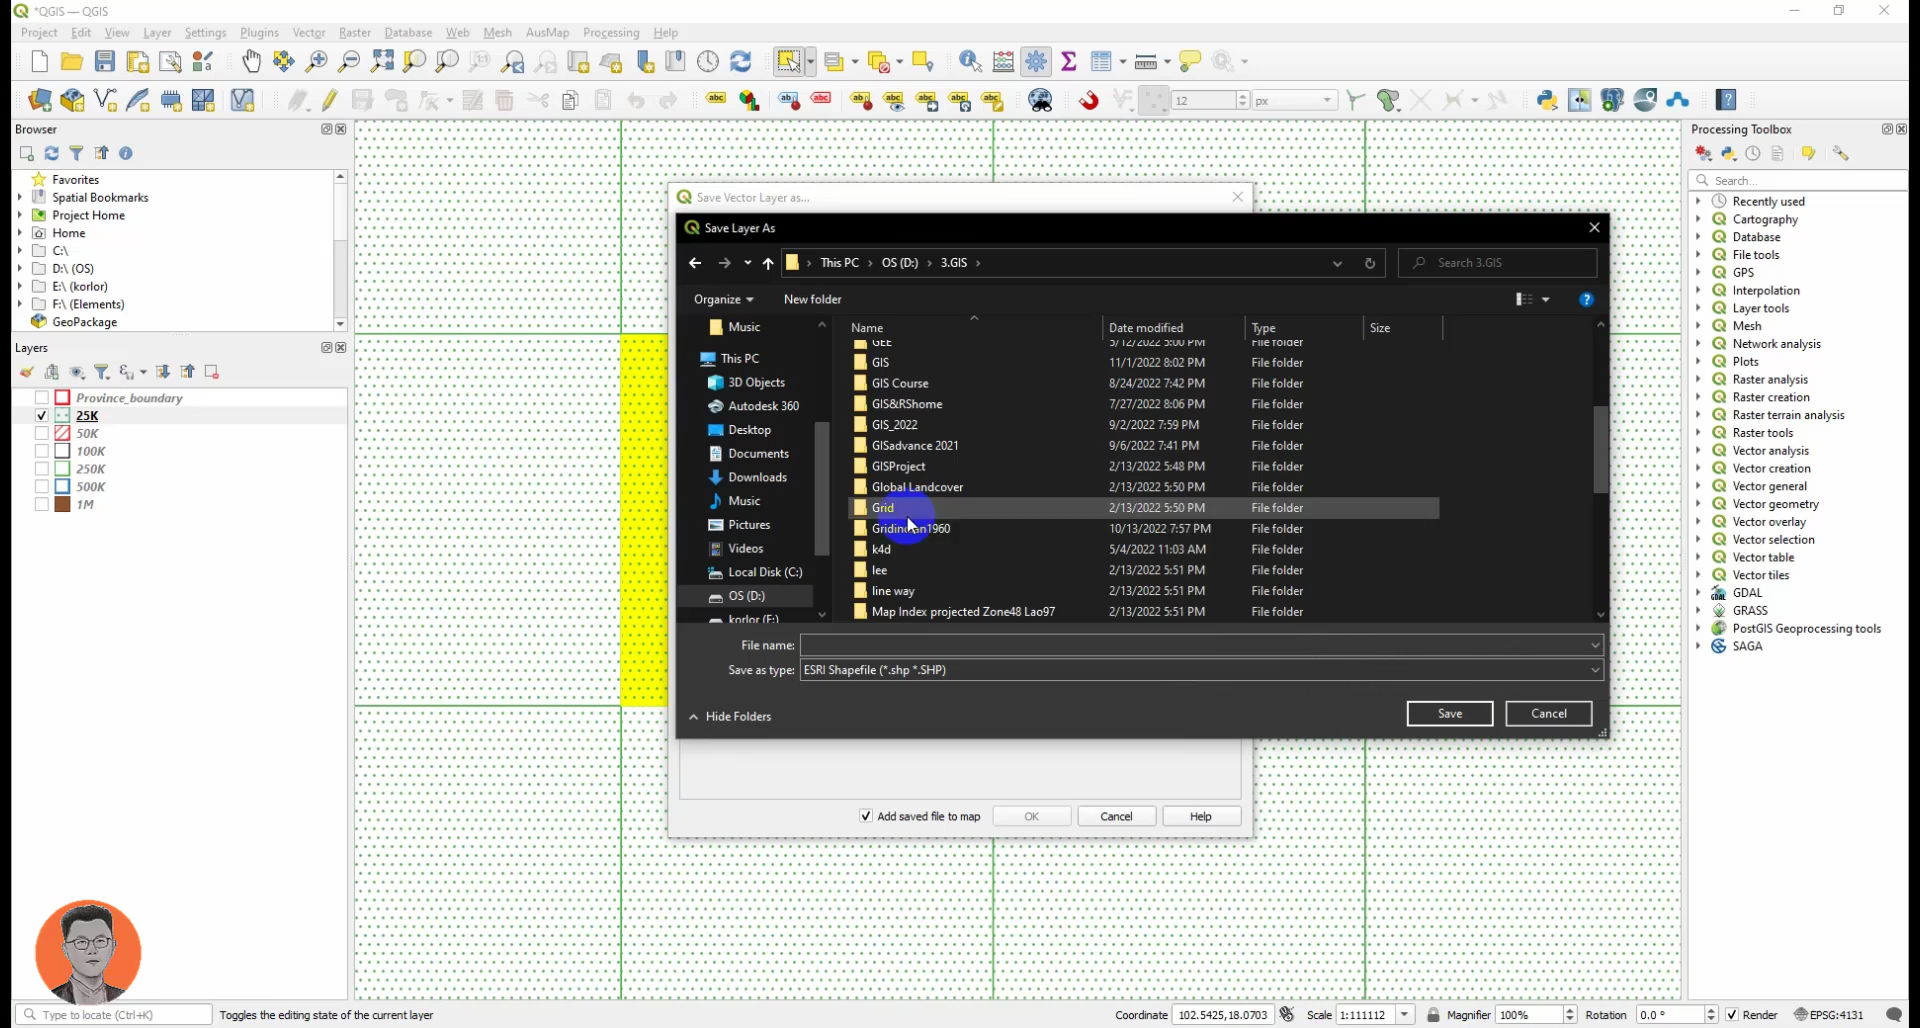 *QGIS — QGIS
Project Edit View Layer Settings Plugins Vector Raster Database Web Mesh AusMap Processing Help
12 px
Browser
Favorites
Spatial Bookmarks
Project Home
Home
C:\
D:\ (OS)
E:\ (korlor)
F:\ (Elements)
GeoPackage
Layers
Province_boundary
25K
50K
100K
250K
500K
1M
Save Vector Layer as...
Save Layer As
This PC › OS (D:) › 3.GIS ›
Search 3.GIS
Organize
New folder
Music
This PC
3D Objects
Autodesk 360
Desktop
Documents
Downloads
Music
Pictures
Videos
Local Disk (C:)
OS (D:)
korlor (E:)
Name Date modified Type Size
GEE 5/12/2022 5:00 PM File folder
GIS 11/1/2022 8:02 PM File folder
GIS Course 8/24/2022 7:42 PM File folder
GIS&RShome 7/27/2022 8:06 PM File folder
GIS_2022 9/2/2022 7:59 PM File folder
GISadvance 2021 9/6/2022 7:41 PM File folder
GISProject 2/13/2022 5:48 PM File folder
Global Landcover 2/13/2022 5:50 PM File folder
Grid 2/13/2022 5:50 PM File folder
Gridindian1960 10/13/2022 7:57 PM File folder
k4d 5/4/2022 11:03 AM File folder
lee 2/13/2022 5:51 PM File folder
line way 2/13/2022 5:51 PM File folder
Map Index projected Zone48 Lao97 2/13/2022 5:51 PM File folder
File name:
Save as type: ESRI Shapefile (*.shp *.SHP)
Hide Folders
Save Cancel
Add saved file to map
OK Cancel Help
Processing Toolbox
Search...
Recently used
Cartography
Database
File tools
GPS
Interpolation
Layer tools
Mesh
Network analysis
Plots
Raster analysis
Raster creation
Raster terrain analysis
Raster tools
Vector analysis
Vector creation
Vector general
Vector geometry
Vector overlay
Vector selection
Vector table
Vector tiles
GDAL
GRASS
PostGIS Geoprocessing tools
SAGA
Type to locate (Ctrl+K)
Toggles the editing state of the current layer
Coordinate 102.5425,18.0703 Scale 1:111112 Magnifier 100% Rotation 0.0 ° Render EPSG:4131